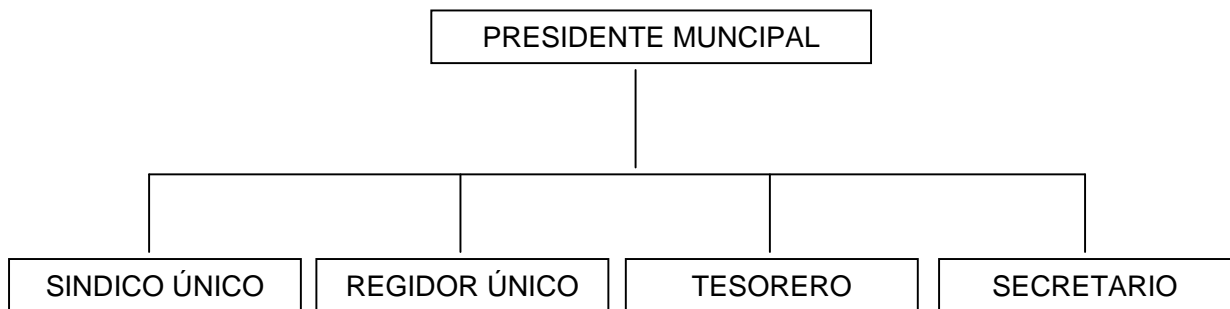 PRESIDENTE MUNCIPAL
SINDICO ÚNICO
REGIDOR ÚNICO
TESORERO
SECRETARIO